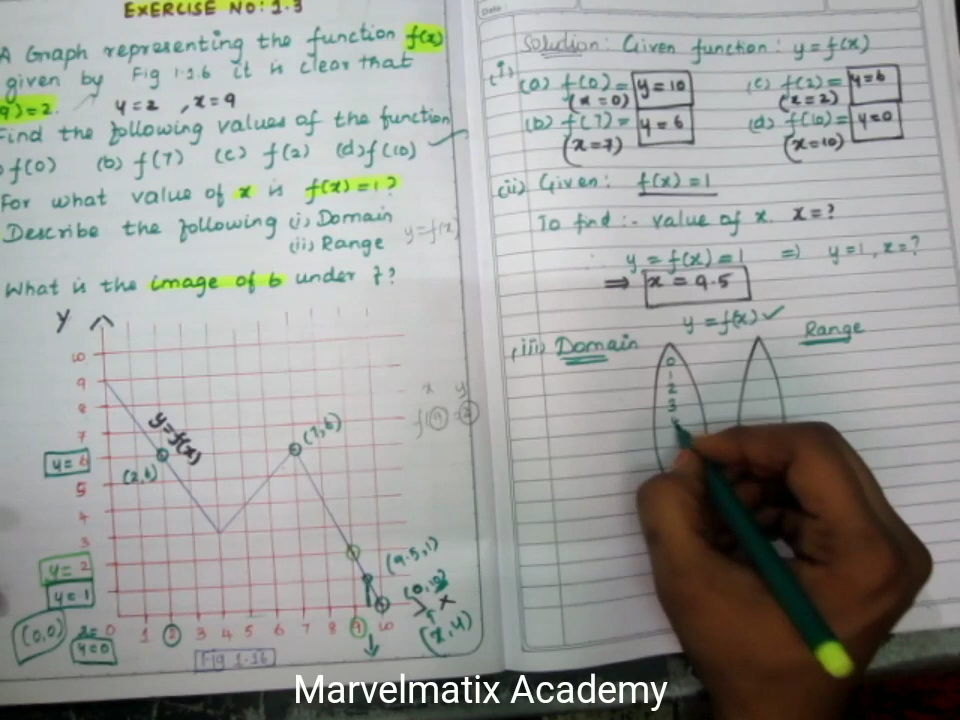 EXERCISE NO: 1.3
A Graph representing the function f(x)
given by Fig 1.16 it is clear that
9) = 2. y = 2 , x = 9
Find the following values of the function
f(0) (b) f(7) (c) f(2) (d) f(10)
For what value of x is f(x) = 1?
Describe the following (i) Domain
(ii) Range y = f(x)
What is the image of 6 under f?
Y
10
9
8
7
6
5
4
3
2
y = f(x)
(2,6)
(7,6)
y =
x y
f(9) = 2
(9.5,1)
y =
y = 1
(0,0)
x =
y = 0
0 1 2 3 4 5 6 7 8 9 10
X
(x,y)
Fig 1.16
Date:
Solution: Given function: y = f(x)
(i)
(a) f(0) = y = 10 (c) f(2) = y = 6
(x = 0) (x = 2)
(b) f(7) = y = 6 (d) f(10) = y = 0
(x = 7) (x = 10)
(ii) Given: f(x) = 1
To find :- value of x. x = ?
∴ y = f(x) = 1 ⇒ y = 1, x = ?
⇒ x = 9.5
y = f(x) ✓
(iii) Domain Range
0
1
2
3
Marvelmatix Academy